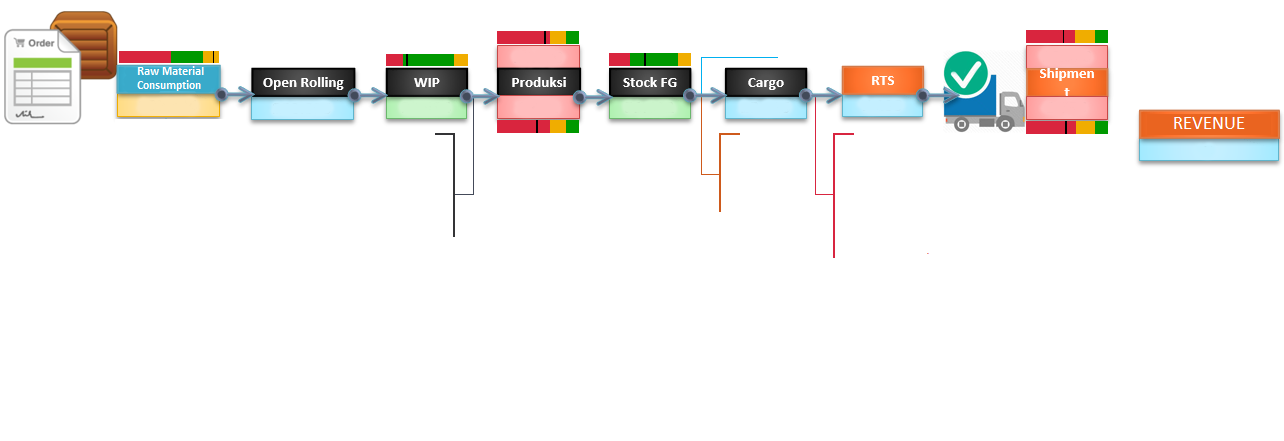 Order
Raw Material
Consumption
Open Rolling
WIP
Produksi
Stock FG
Cargo
RTS
Shipmen
t
REVENUE